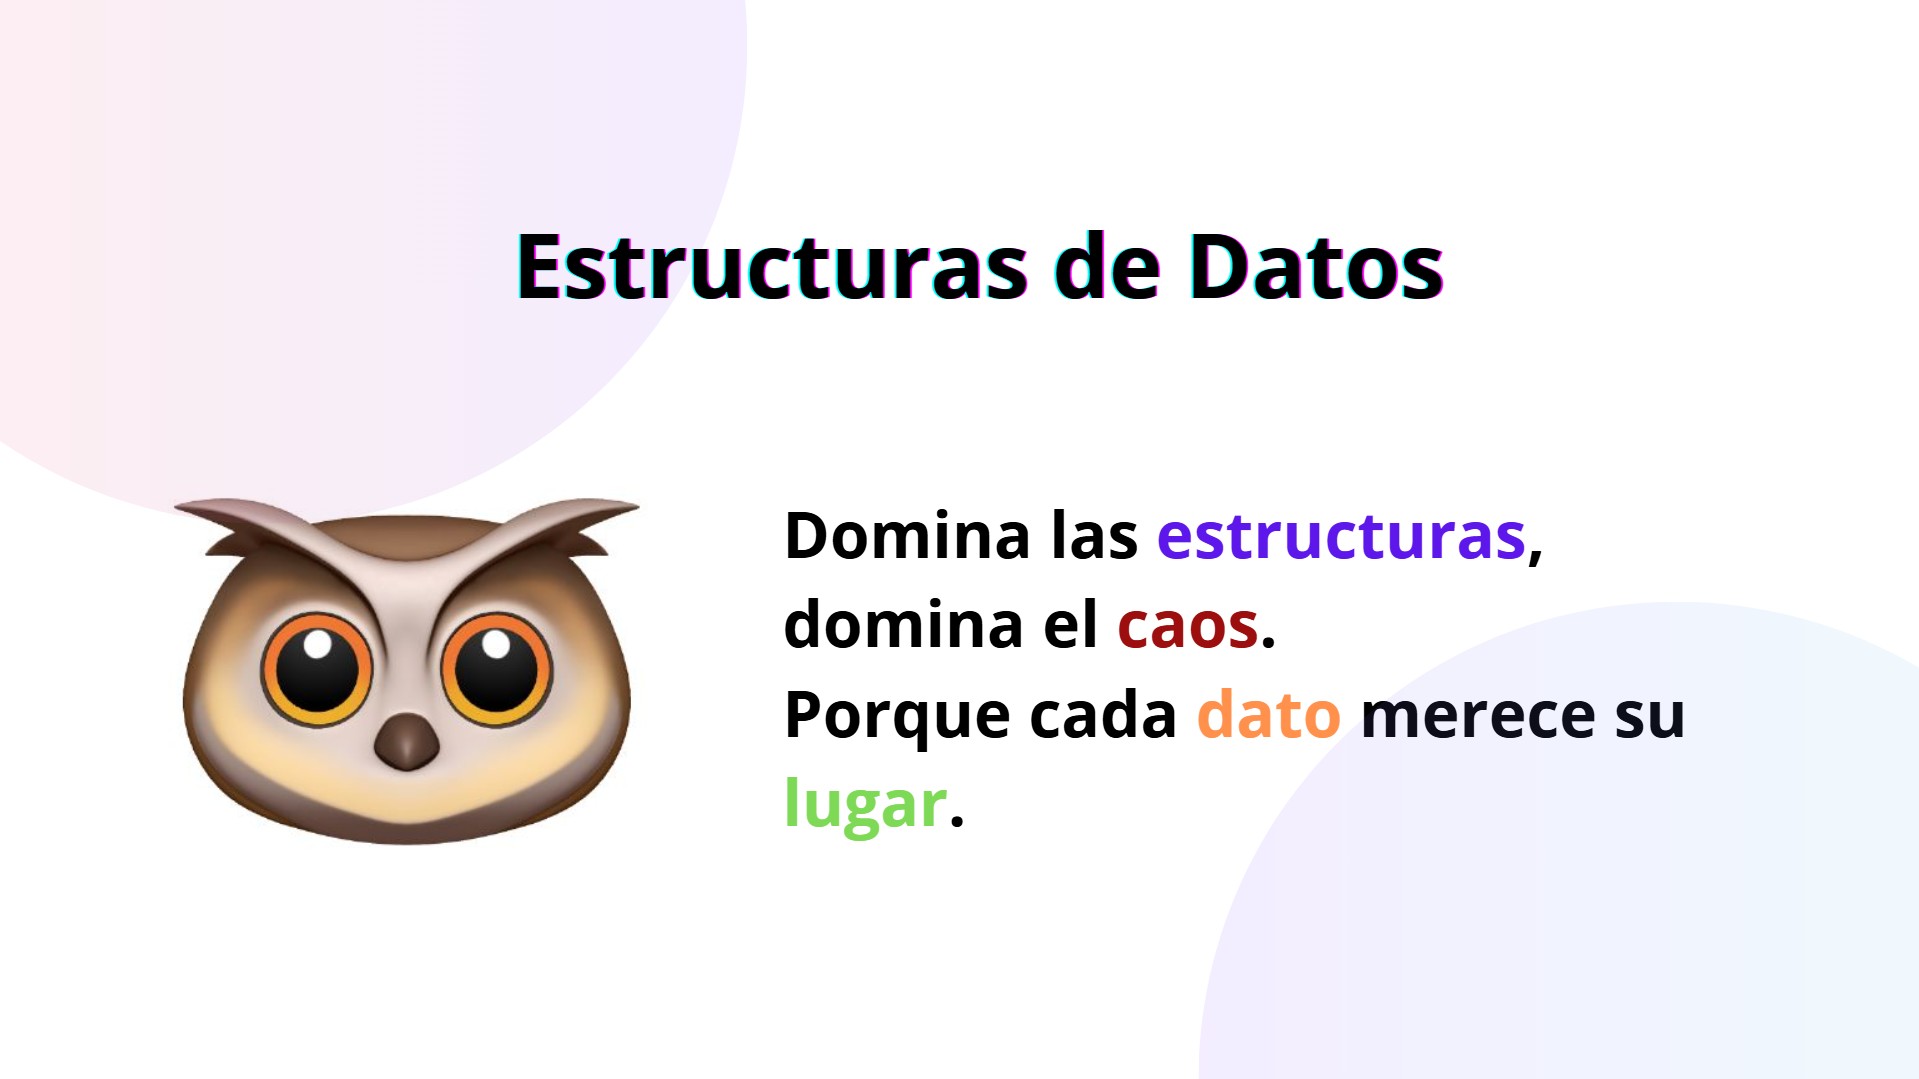 Estructuras de Datos
Domina las estructuras,
domina el caos.
Porque cada dato merece su
lugar.